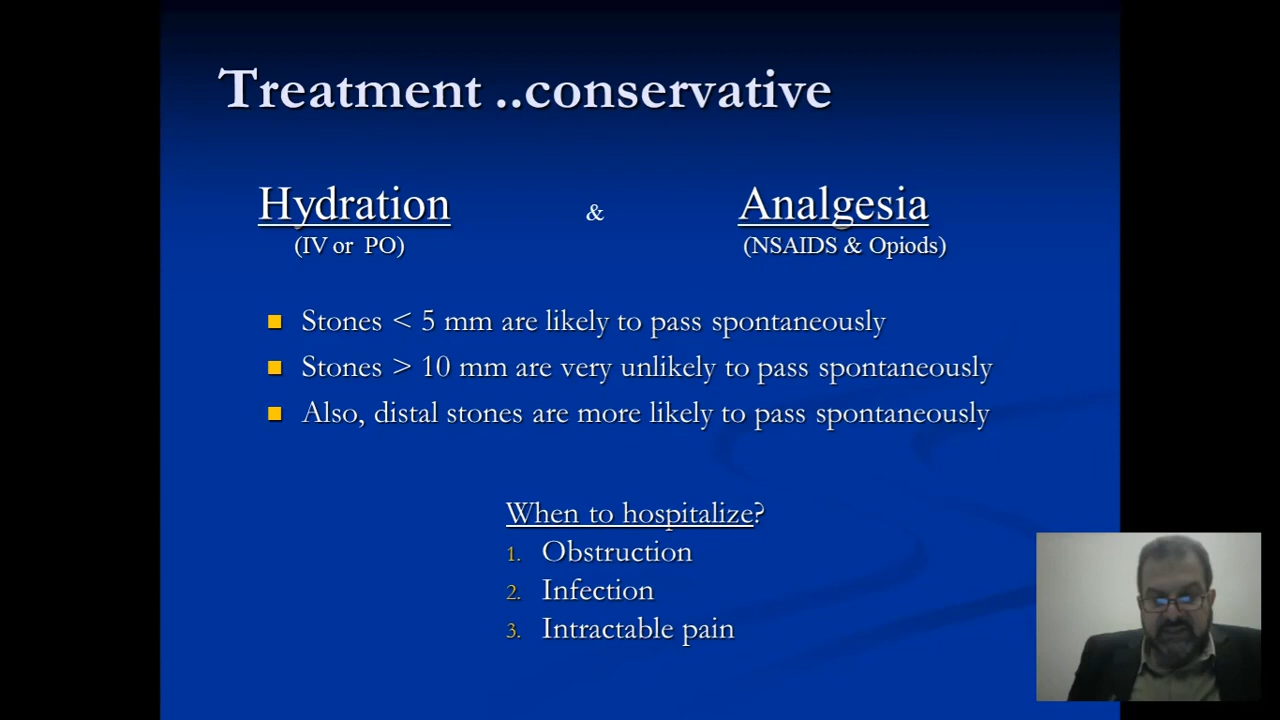 Treatment ..conservative
Hydration & Analgesia
(IV or PO) (NSAIDS & Opiods)
Stones < 5 mm are likely to pass spontaneously
Stones > 10 mm are very unlikely to pass spontaneously
Also, distal stones are more likely to pass spontaneously
When to hospitalize?
1. Obstruction
2. Infection
3. Intractable pain